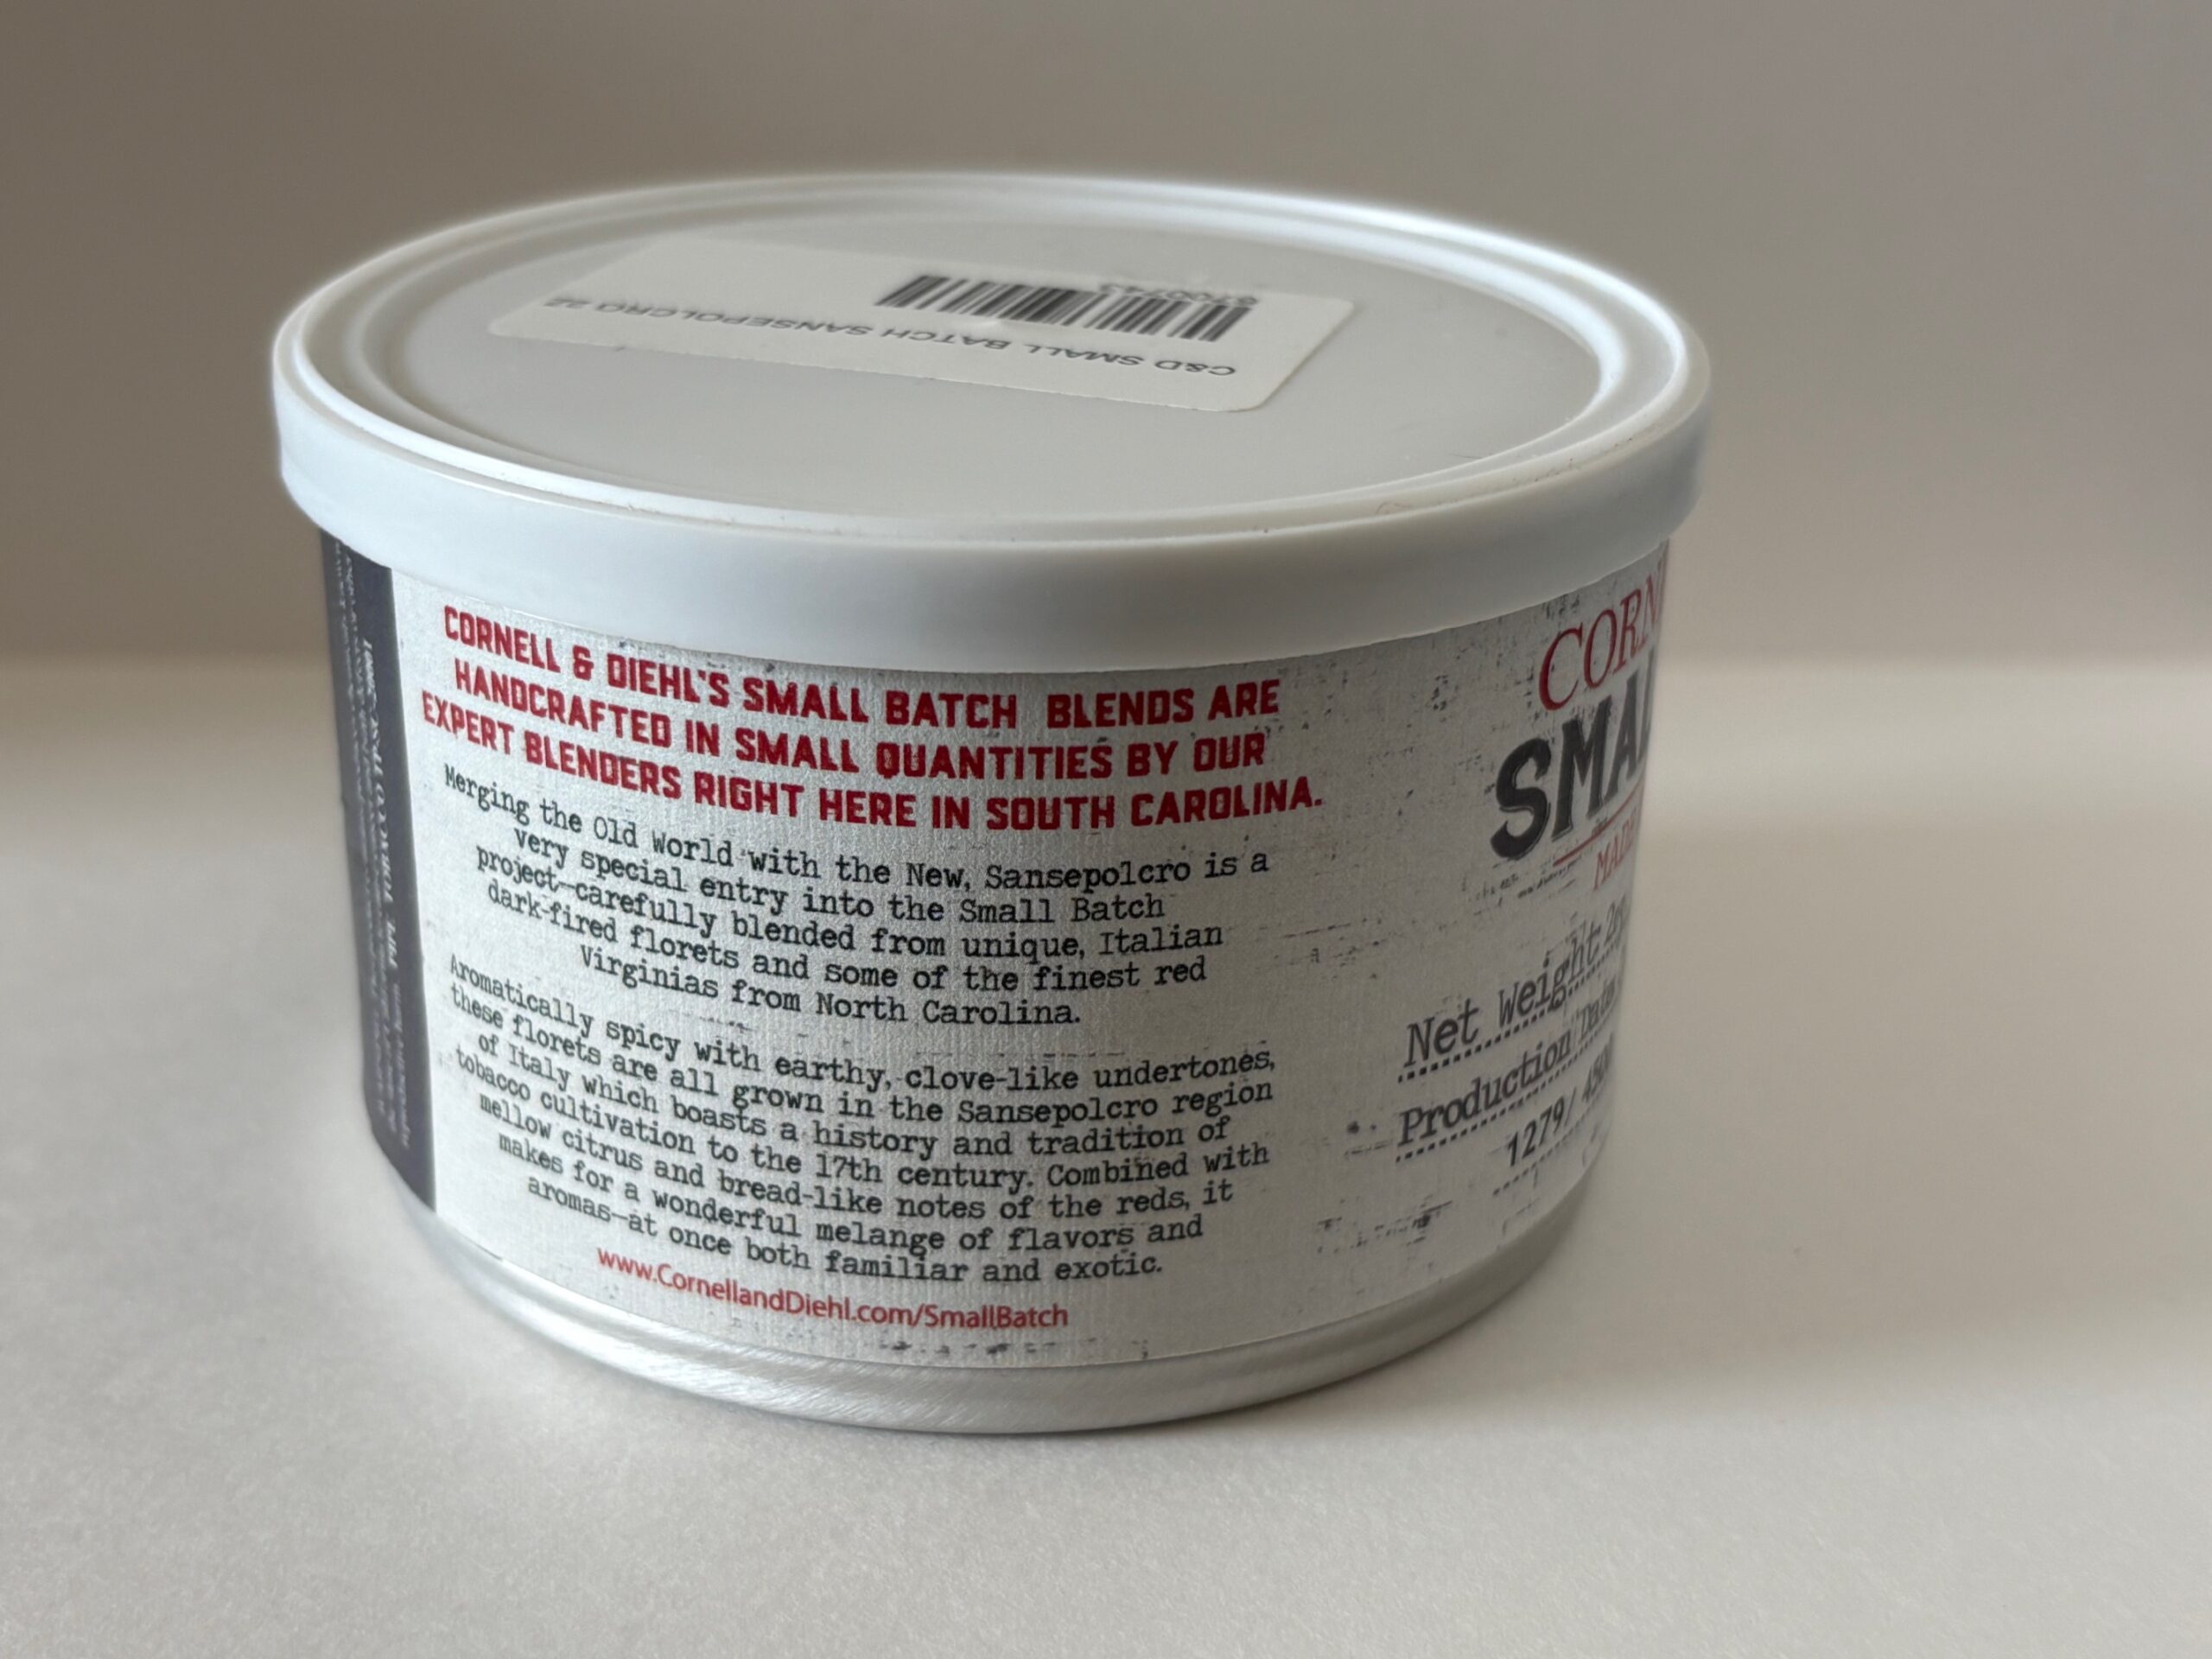 C&D SMALL BATCH SANSEPOLCRO 2Z
CORNELL & DIEHL'S SMALL BATCH BLENDS ARE
HANDCRAFTED IN SMALL QUANTITIES BY OUR
EXPERT BLENDERS RIGHT HERE IN SOUTH CAROLINA.
Merging the Old World with the New, Sansepolcro is a
very special entry into the Small Batch
project—carefully blended from unique, Italian
dark-fired florets and some of the finest red
Virginias from North Carolina.
Aromatically spicy with earthy, clove-like undertones,
these florets are all grown in the Sansepolcro region
of Italy which boasts a history and tradition of
tobacco cultivation to the 17th century. Combined with
mellow citrus and bread-like notes of the reds, it
makes for a wonderful melange of flavors and
aromas—at once both familiar and exotic.
www.CornellandDiehl.com/SmallBatch
CORN
SMAL
MADE
Net Weight
Production
1279/